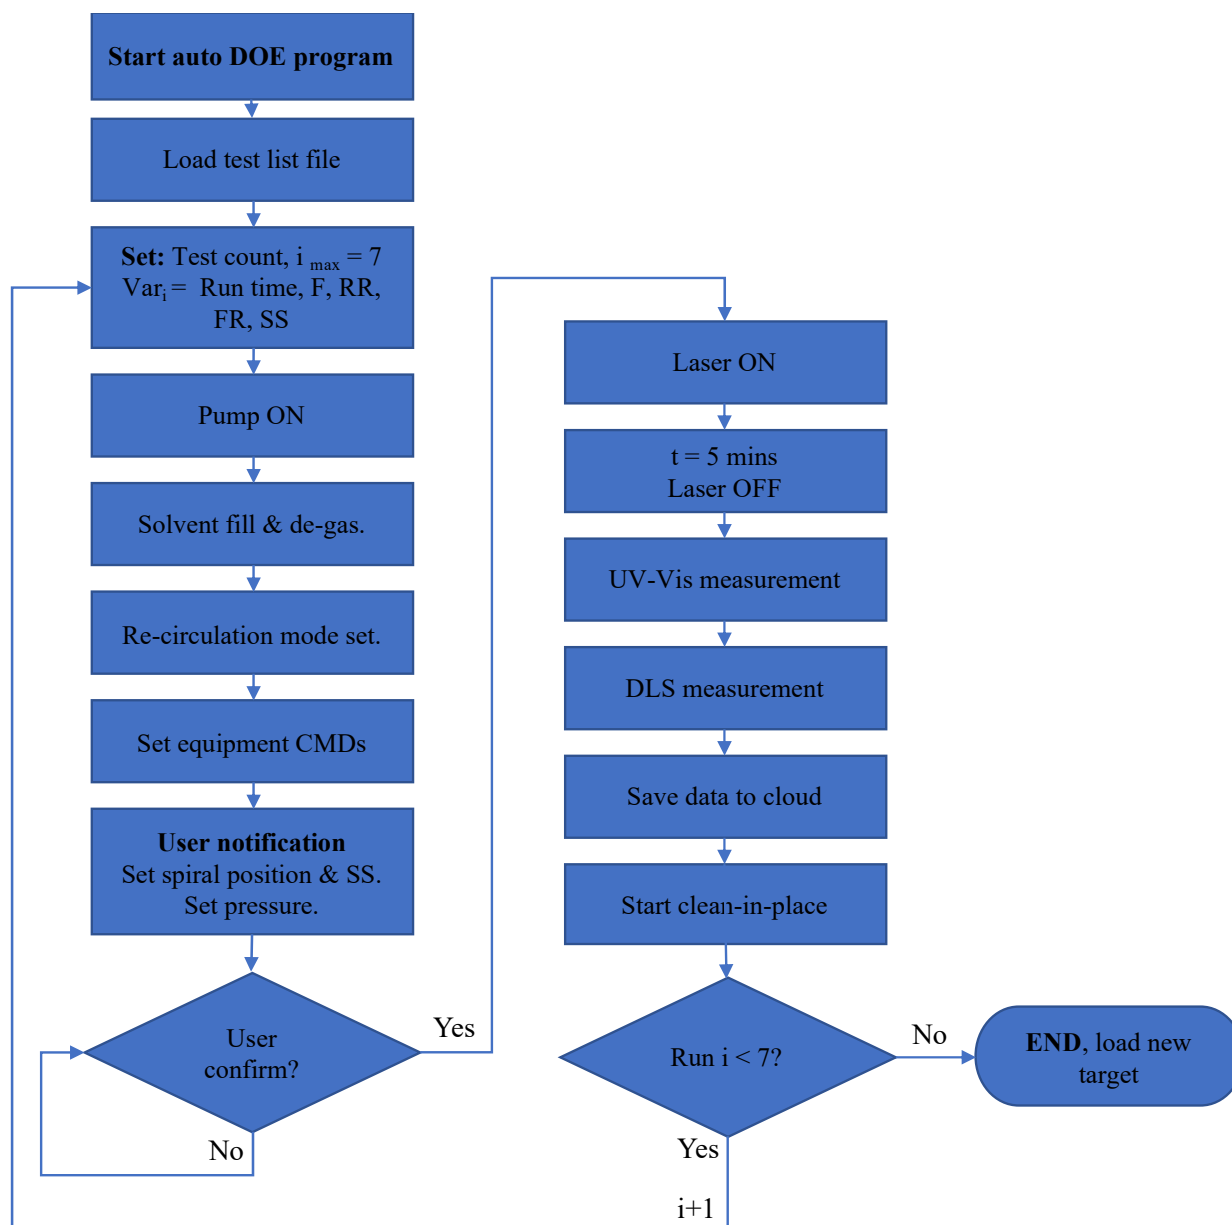 Start auto DOE program
Load test list file
Set: Test count, i max = 7
Vari = Run time, F, RR,
FR, SS
Pump ON
Solvent fill & de-gas.
Re-circulation mode set.
Set equipment CMDs
User notification
Set spiral position & SS.
Set pressure.
User
confirm?
Yes
No
Laser ON
t = 5 mins
Laser OFF
UV-Vis measurement
DLS measurement
Save data to cloud
Start clean-in-place
Run i < 7?
No
END, load new
target
Yes
i+1